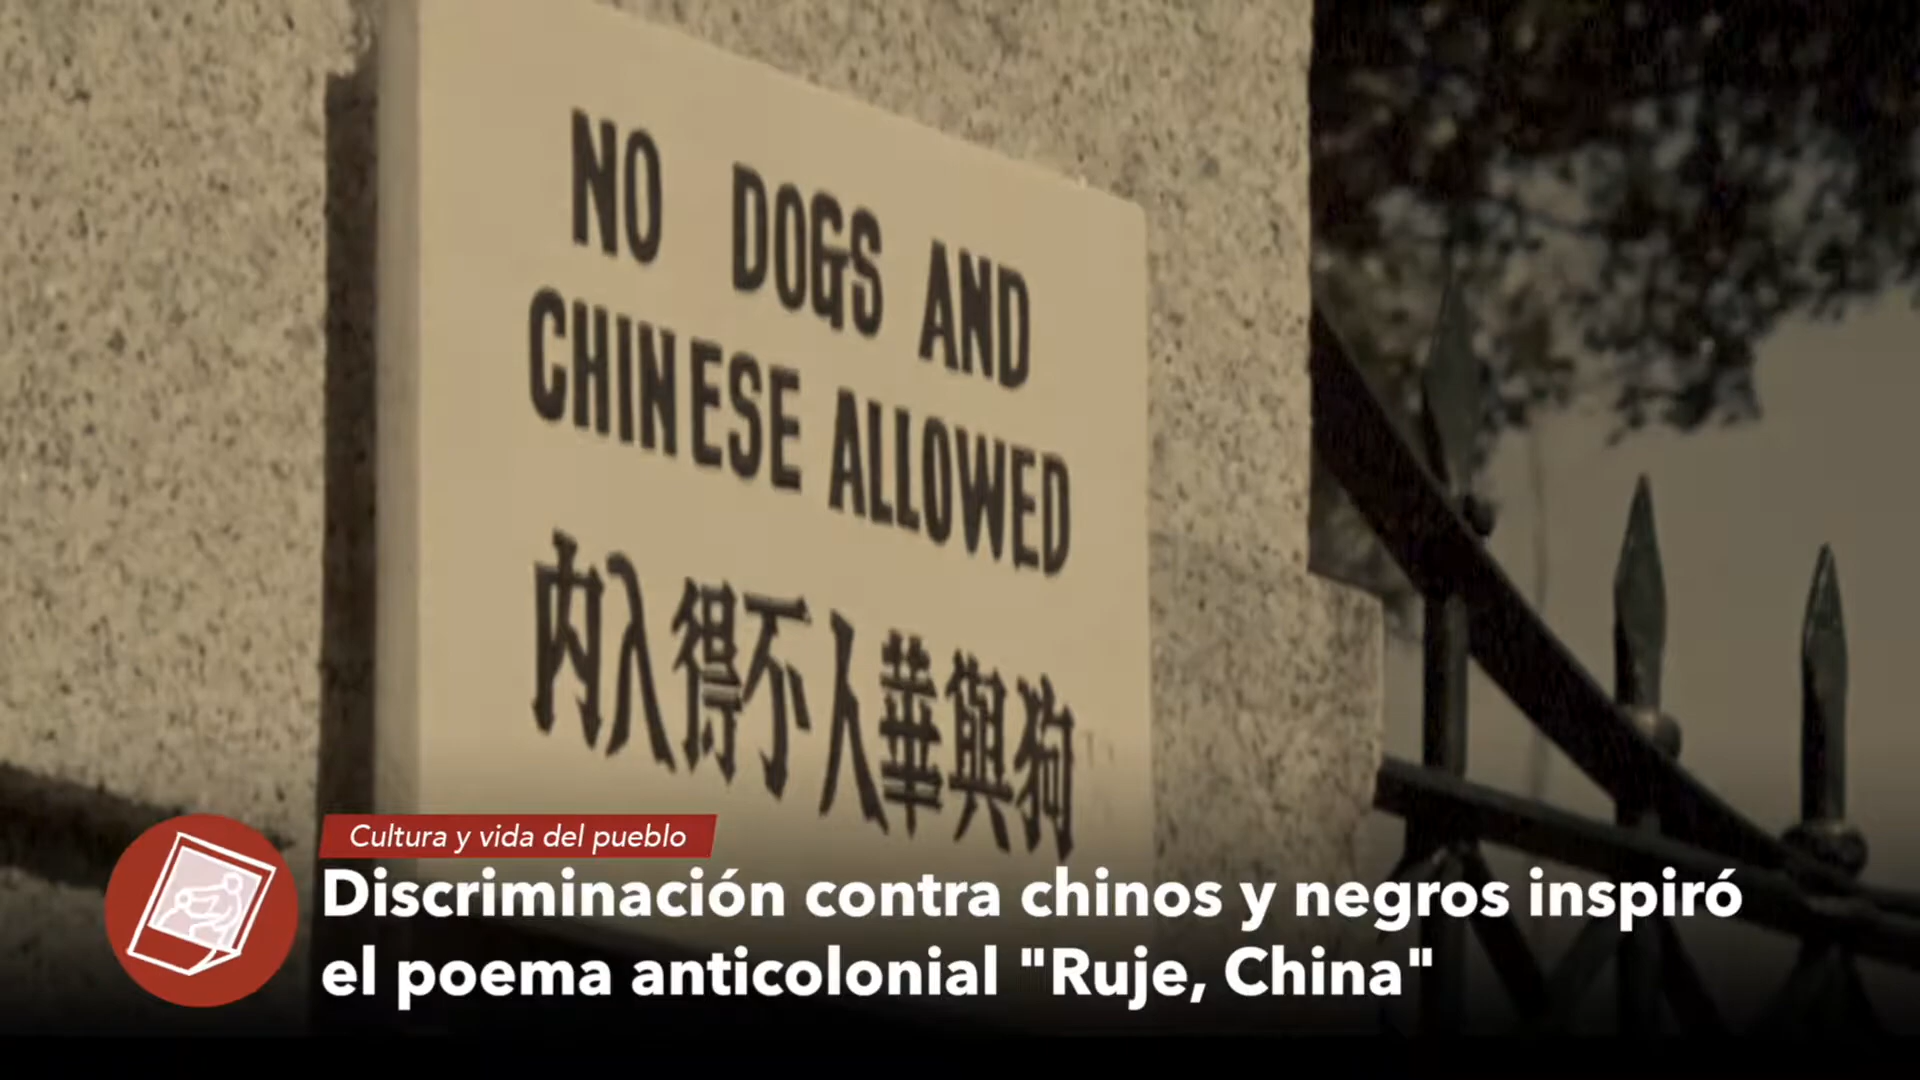 NO DOGS AND
CHINESE ALLOWED
內入得不人華與狗
Cultura y vida del pueblo
Discriminación contra chinos y negros inspiró
el poema anticolonial "Ruje, China"